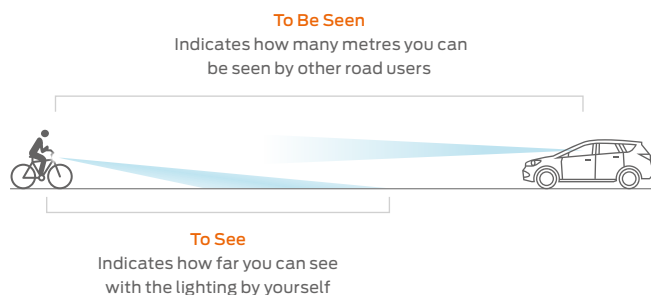 To Be Seen
Indicates how many metres you can
be seen by other road users
To See
Indicates how far you can see
with the lighting by yourself